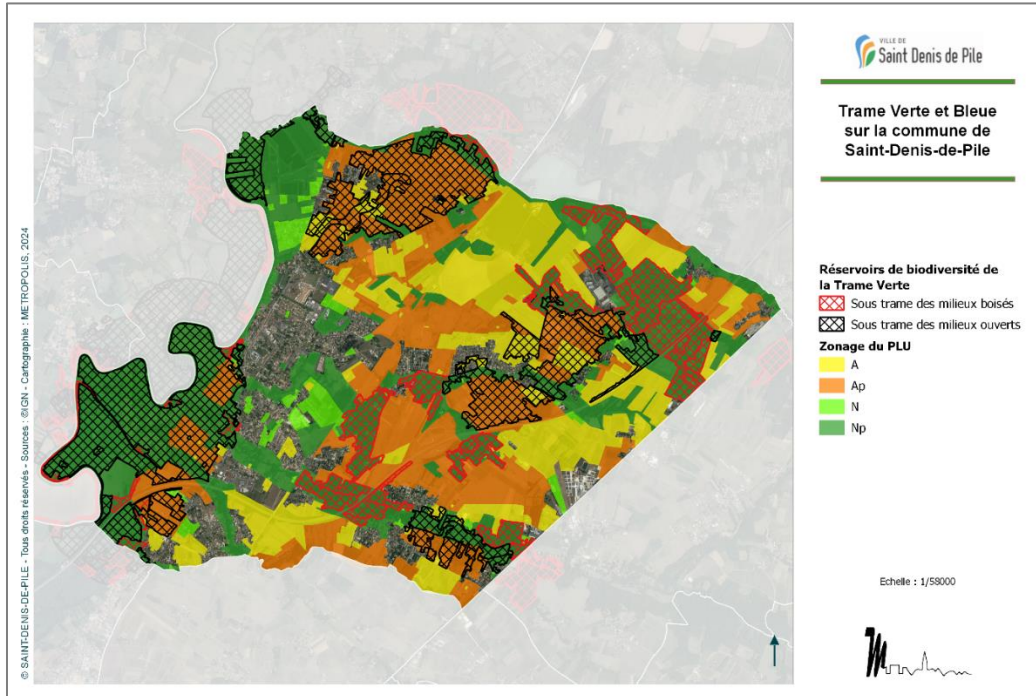 VILLE DE
Saint Denis de Pile
Trame Verte et Bleue
sur la commune de
Saint-Denis-de-Pile
Réservoirs de biodiversité de
la Trame Verte
Sous trame des milieux boisés
Sous trame des milieux ouverts
Zonage du PLU
A
Ap
N
Np
Echelle : 1/58000
© SAINT-DENIS-DE-PILE - Tous droits réservés - Sources : ©IGN - Cartographie : METROPOLIS, 2024